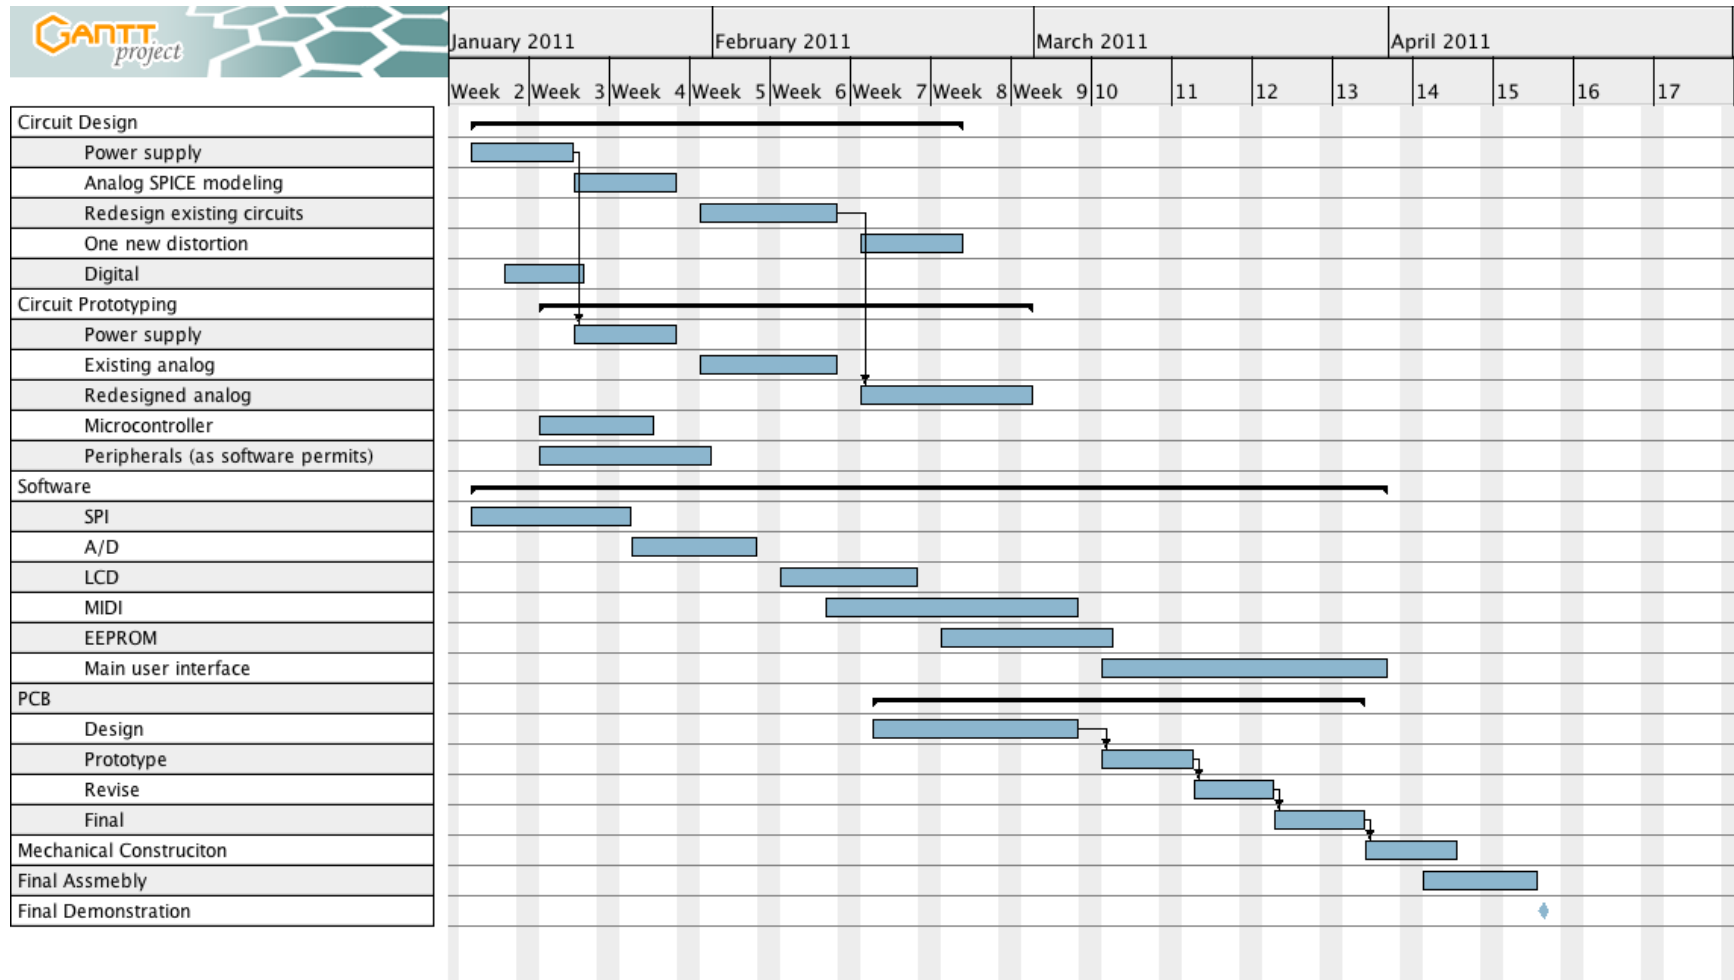 GANTT
project
January 2011 February 2011 March 2011 April 2011
Week 2 Week 3 Week 4 Week 5 Week 6 Week 7 Week 8 Week 9 10 11 12 13 14 15 16 17
Circuit Design
Power supply
Analog SPICE modeling
Redesign existing circuits
One new distortion
Digital
Circuit Prototyping
Power supply
Existing analog
Redesigned analog
Microcontroller
Peripherals (as software permits)
Software
SPI
A/D
LCD
MIDI
EEPROM
Main user interface
PCB
Design
Prototype
Revise
Final
Mechanical Construciton
Final Assmebly
Final Demonstration